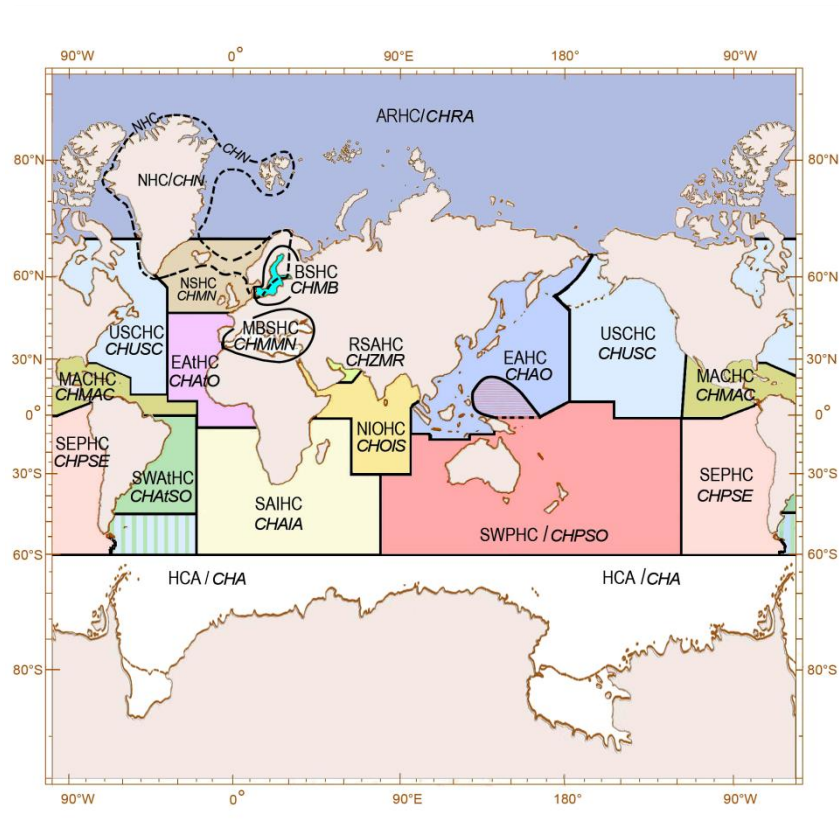 90°W 0° 90°E 180° 90°W
ARHC/CHRA
NHC
CHN
80°N 80°N
NHC/CHN
60°N 60°N
NSHC
CHMN
BSHC
CHMB
USCHC
CHUSC
EAtHC
CHAtO
MBSHC
CHMMN
RSAHC
CHZMR
EAHC
CHAO
USCHC
CHUSC
30°N 30°N
MACHC
CHMAC
MACHC
CHMAC
0° 0°
SEPHC
CHPSE
NIOHC
CHOIS
SWAtHC
CHAtSO
SEPHC
CHPSE
30°S 30°S
SAIHC
CHAIA
SWPHC / CHPSO
60°S 60°S
HCA / CHA
HCA / CHA
80°S 80°S
90°W 0° 90°E 180° 90°W